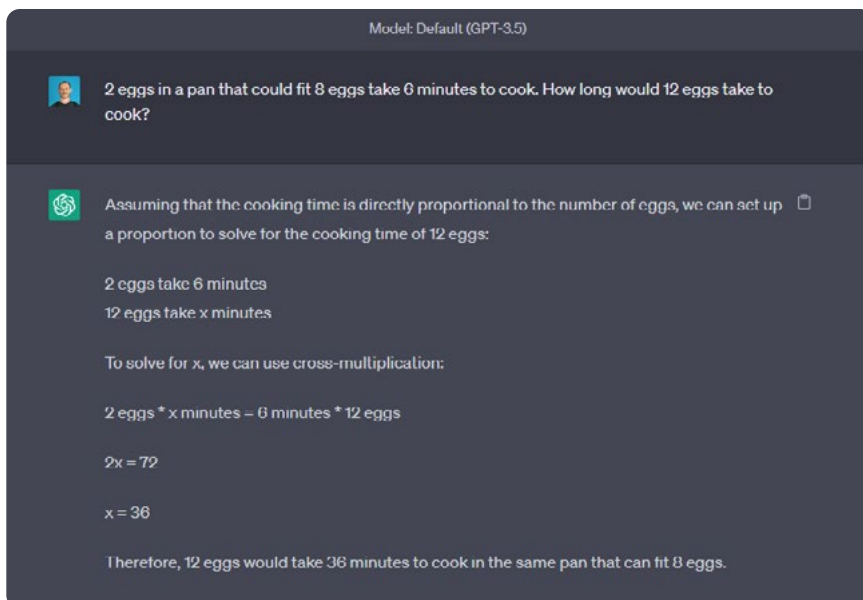 Model: Default (GPT-3.5)
2 eggs in a pan that could fit 8 eggs take 6 minutes to cook. How long would 12 eggs take to
cook?
Assuming that the cooking time is directly proportional to the number of eggs, we can set up
a proportion to solve for the cooking time of 12 eggs:
2 eggs take 6 minutes
12 eggs take x minutes
To solve for x, we can use cross-multiplication:
2 eggs * x minutes = 6 minutes * 12 eggs
2x = 72
x = 36
Therefore, 12 eggs would take 36 minutes to cook in the same pan that can fit 8 eggs.